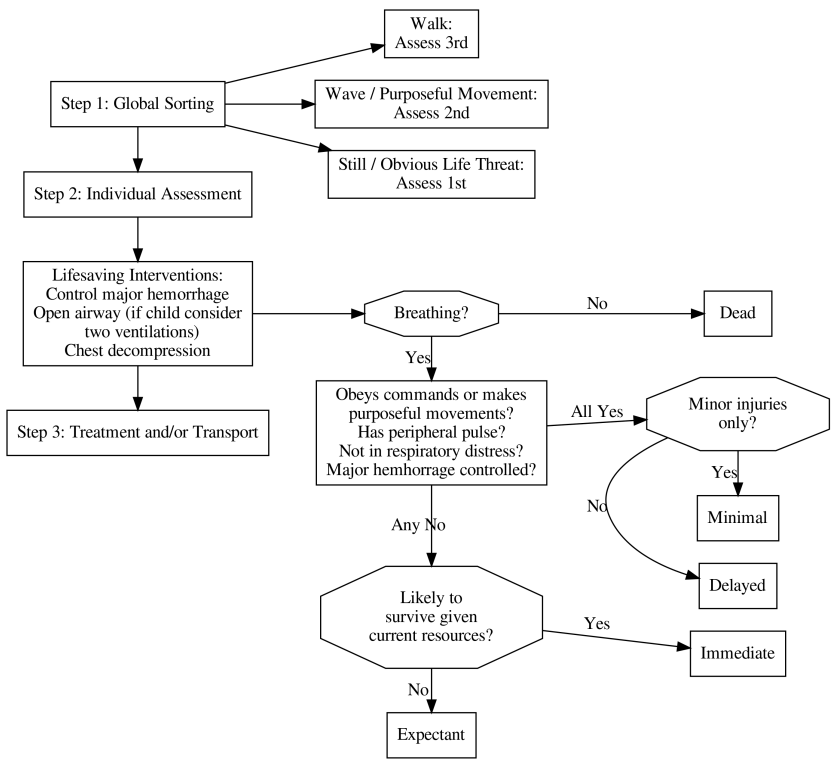 Walk:
Assess 3rd
Step 1: Global Sorting
Wave / Purposeful Movement:
Assess 2nd
Still / Obvious Life Threat:
Assess 1st
Step 2: Individual Assessment
Lifesaving Interventions:
Control major hemorrhage
Open airway (if child consider
two ventilations)
Chest decompression
Breathing?
No
Dead
Yes
Obeys commands or makes
purposeful movements?
Has peripheral pulse?
Not in respiratory distress?
Major hemhorrage controlled?
All Yes
Minor injuries
only?
Step 3: Treatment and/or Transport
Yes
Minimal
No
Delayed
Any No
Likely to
survive given
current resources?
Yes
Immediate
No
Expectant